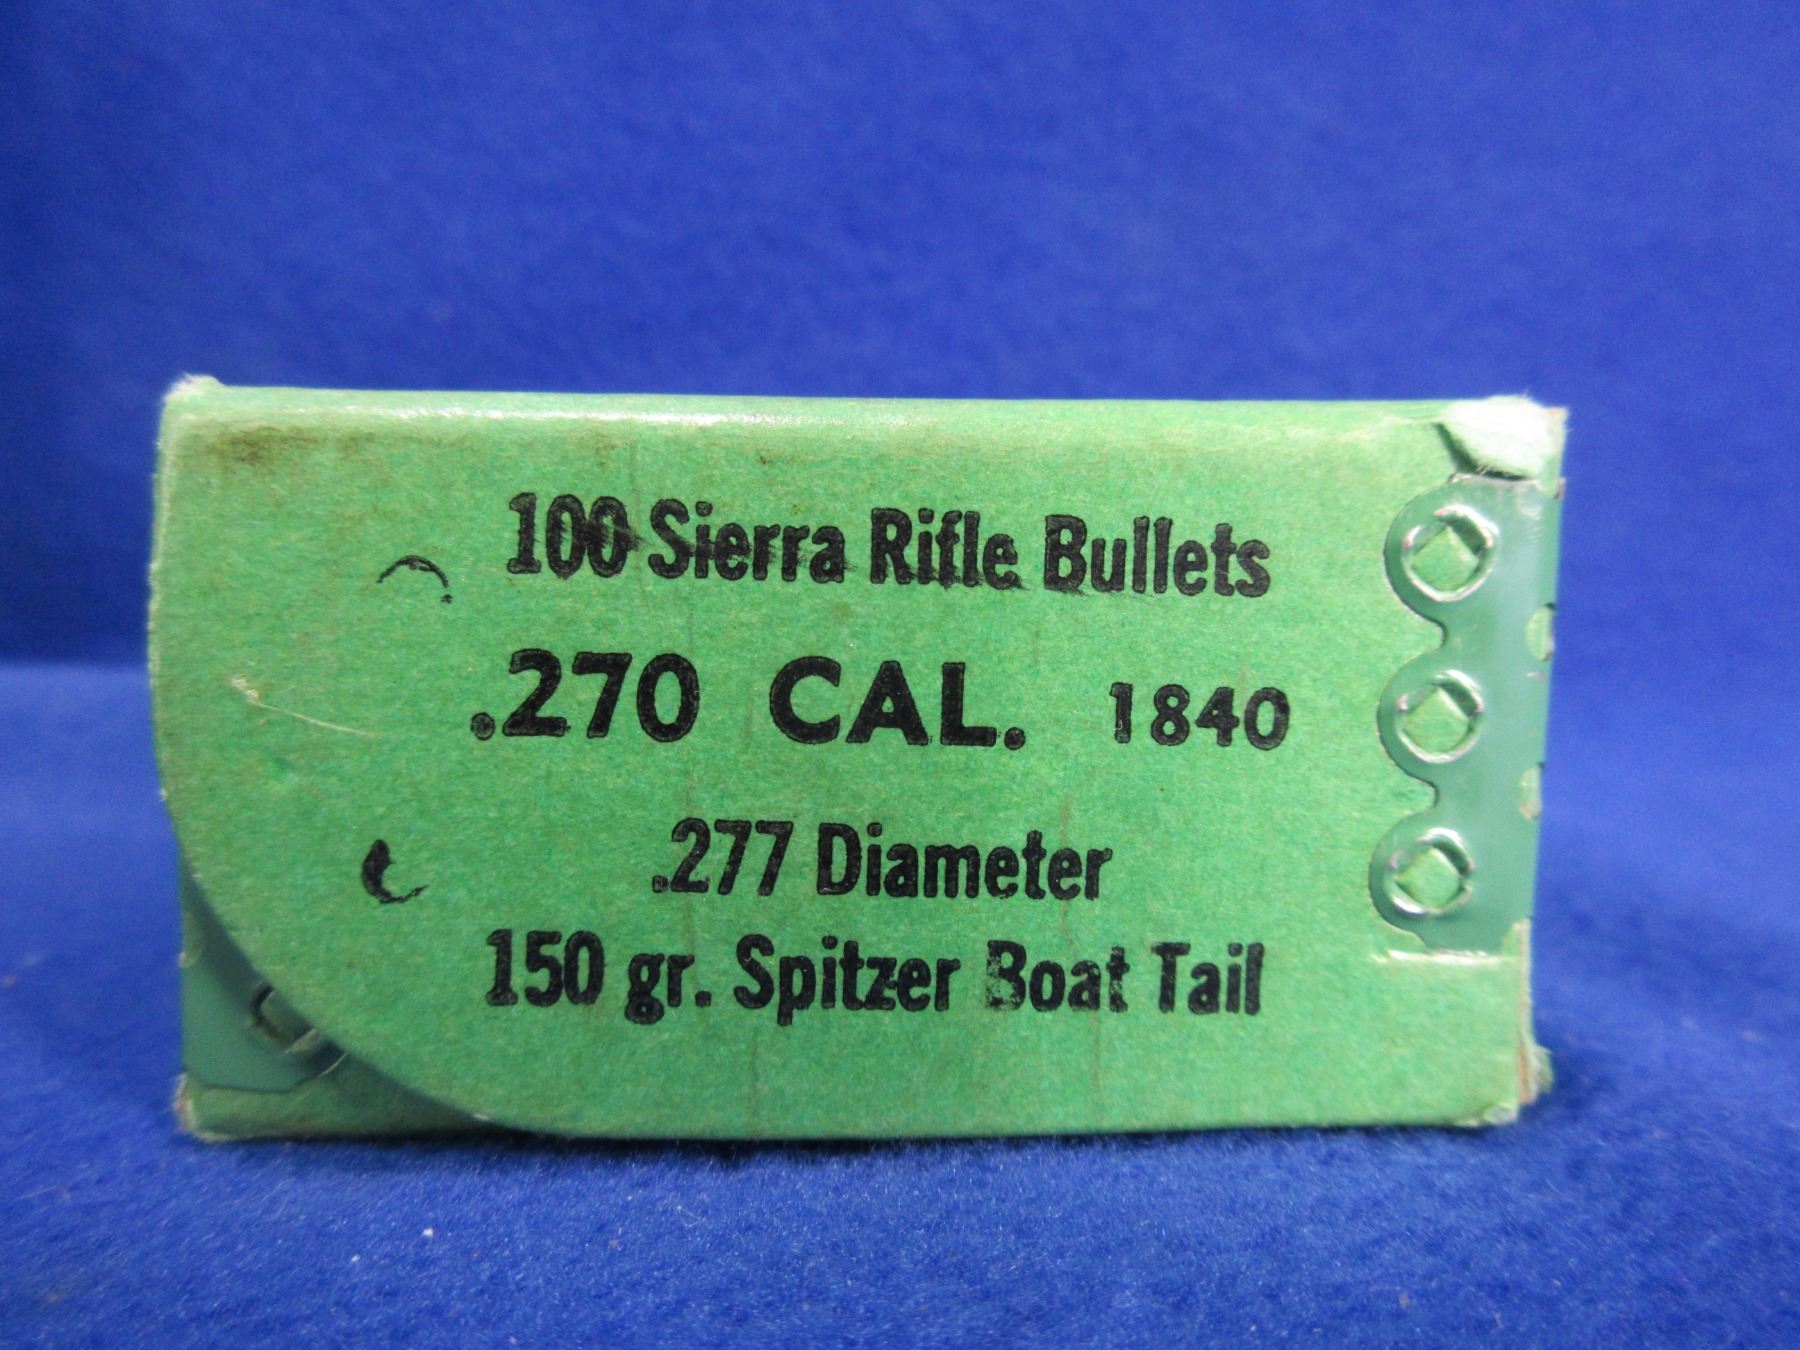 100 Sierra Rifle Bullets
.270 CAL. 1840
.277 Diameter
150 gr. Spitzer Boat Tail